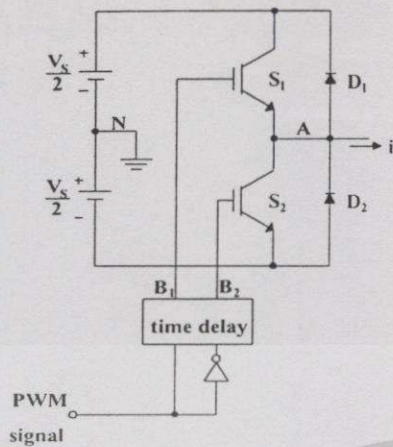 V_S/2
+
−
S₁
D₁
N
A
i
V_S/2
+
−
S₂
D₂
B₁
B₂
time delay
PWM
signal